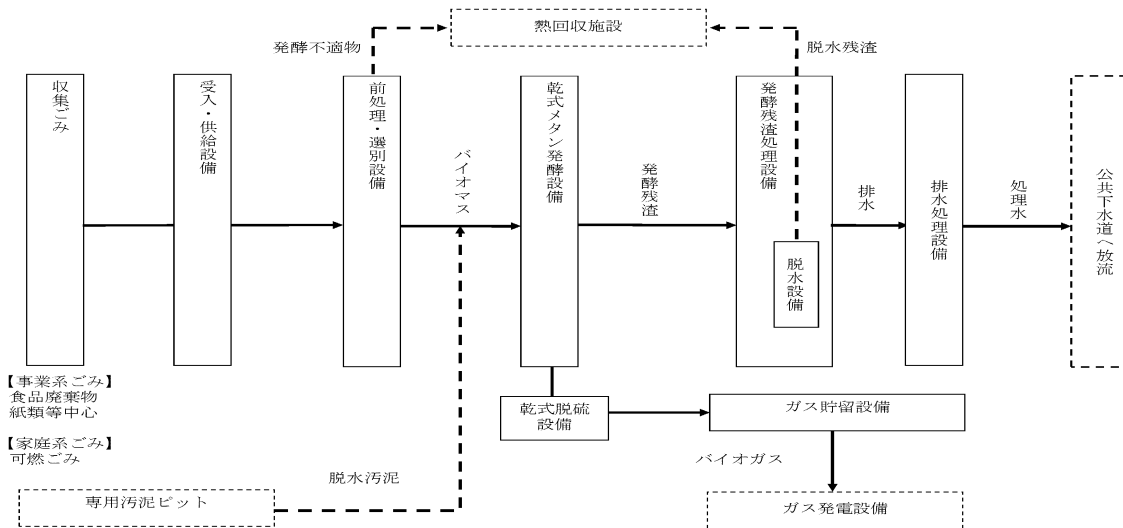 熱回収施設
発酵不適物
脱水残渣
収集ごみ
受入・供給設備
前処理・選別設備
バイオマス
乾式メタン発酵設備
発酵残渣
発酵残渣処理設備
脱水設備
排水
排水処理設備
処理水
公共下水道へ放流
【事業系ごみ】
食品廃棄物
紙類等中心
【家庭系ごみ】
可燃ごみ
乾式脱硫
設備
ガス貯留設備
バイオガス
脱水汚泥
専用汚泥ピット
ガス発電設備